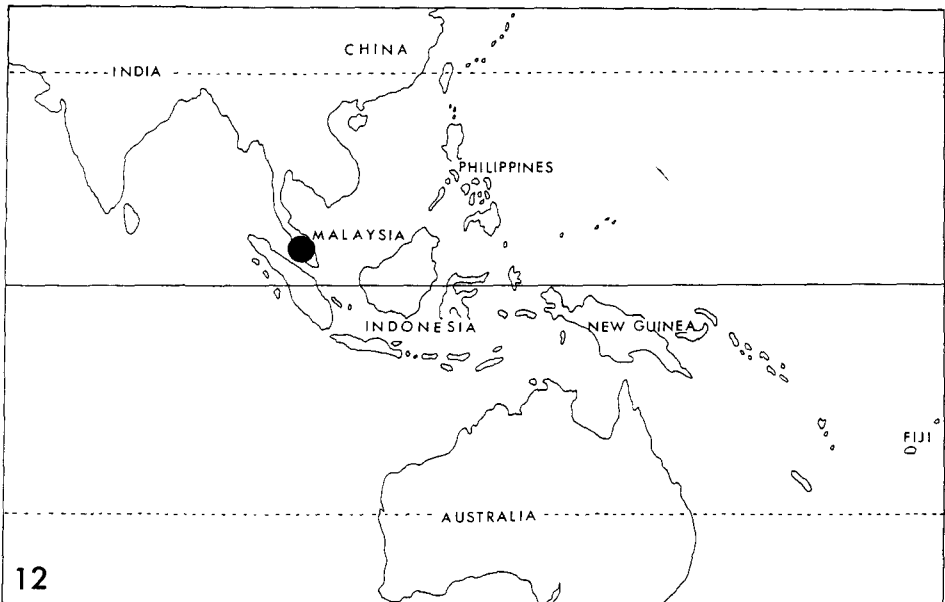 CHINA
INDIA
PHILIPPINES
MALAYSIA
INDONESIA
NEW GUINEA
FIJI
AUSTRALIA
12